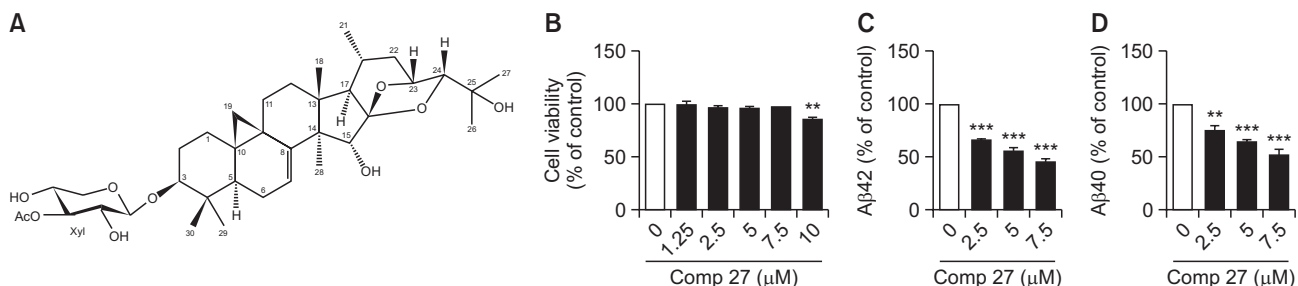 A
21
22
H
H
24
23
25
27
OH
26
18
17
O
O
H
19
11
13
14
15
16
OH
28
1
10
8
3
5
6
H
30
29
O
O
HO
AcO
Xyl
OH
B
Cell viability
(% of control)
150
100
50
0
**
0 1.25 2.5 5 7.5 10
Comp 27 (μM)
C
Aβ42 (% of control)
150
100
50
0
*** *** ***
0 2.5 5 7.5
Comp 27 (μM)
D
Aβ40 (% of control)
150
100
50
0
** *** ***
0 2.5 5 7.5
Comp 27 (μM)